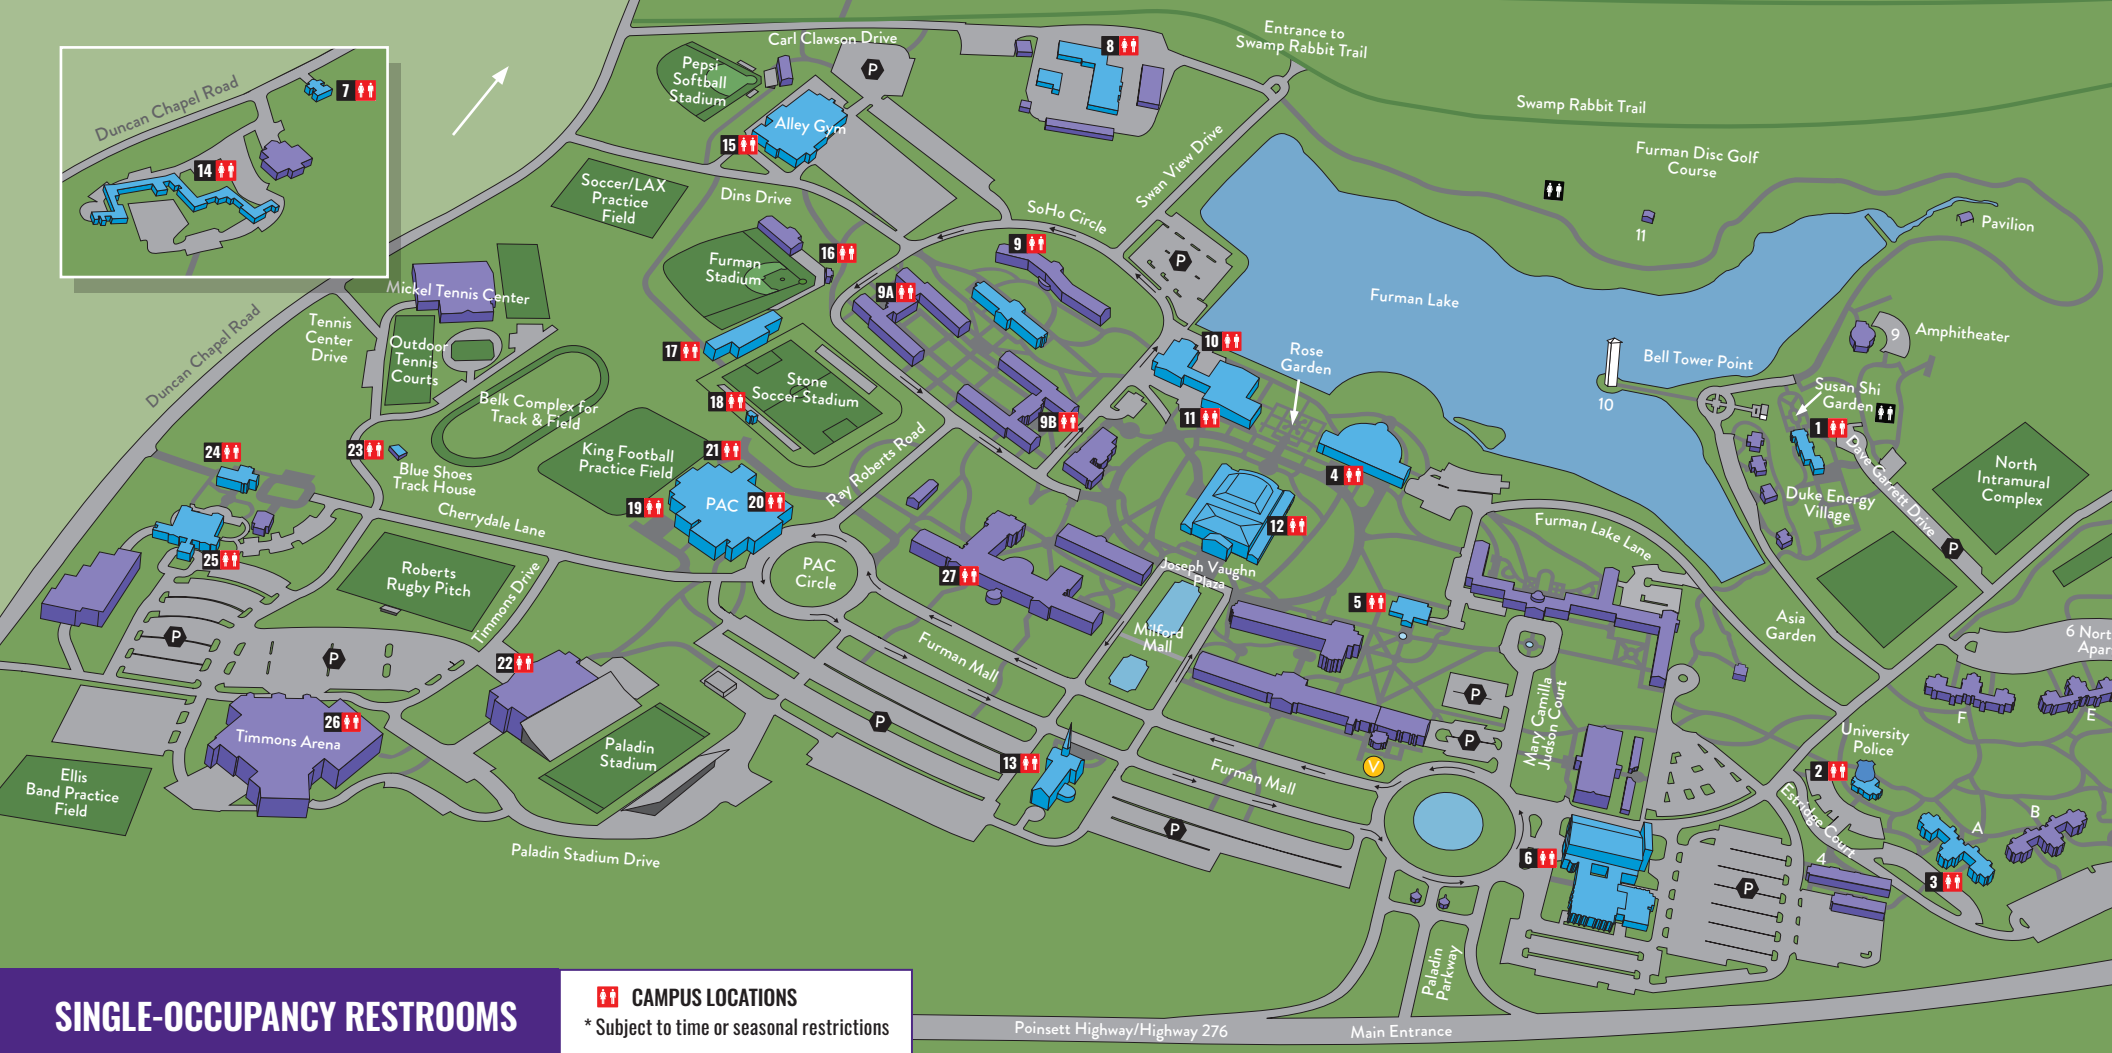 Entrance to
Swamp Rabbit Trail
Carl Clawson Drive
8
Pepsi
Softball
Stadium
P
7
Duncan Chapel Road
Swamp Rabbit Trail
Alley Gym
15
14
Swan View Drive
Furman Disc Golf
Course
Soccer/LAX
Practice
Field
Dins Drive
SoHo Circle
11
Pavilion
9
16
Furman
Stadium
P
Mickel Tennis Center
9A
Furman Lake
Duncan Chapel Road
Tennis
Center
Drive
Outdoor
Tennis
Courts
17
10
Rose
Garden
9
Amphitheater
Bell Tower Point
10
Stone
Soccer Stadium
18
Belk Complex for
Track & Field
9B
11
Susan Shi
Garden
1
Dave Garrett Drive
24
23
Blue Shoes
Track House
King Football
Practice Field
21
Ray Roberts Road
4
North
Intramural
Complex
PAC
20
19
12
Duke Energy
Village
Cherrydale Lane
Furman Lake Lane
P
25
Roberts
Rugby Pitch
Timmons Drive
PAC
Circle
27
Joseph Vaughn
Plaza
5
Asia
Garden
P
P
22
Furman Mall
Milford
Mall
6 Nort
Apar
P
Mary Camilla
Judson Court
F
E
26
Timmons Arena
P
P
University
Police
Paladin
Stadium
13
Furman Mall
V
2
Ellis
Band Practice
Field
Estridge Court
A
B
P
Paladin Stadium Drive
6
4
P
3
Paladin
Parkway
SINGLE-OCCUPANCY RESTROOMS
CAMPUS LOCATIONS
* Subject to time or seasonal restrictions
Poinsett Highway/Highway 276
Main Entrance